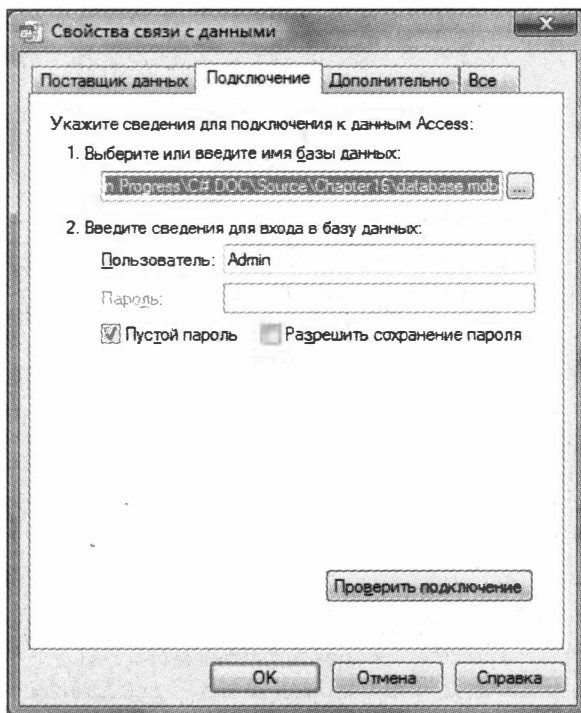 Свойства связи с данными
Поставщик данных Подключение Дополнительно Все
Укажите сведения для подключения к данным Access:
1. Выберите или введите имя базы данных:
n Progress\C# DOC\Source\Chapter16\database.mdb ...
2. Введите сведения для входа в базу данных:
Пользователь: Admin
Пароль:
Пустой пароль Разрешить сохранение пароля
Проверить подключение
OK Отмена Справка